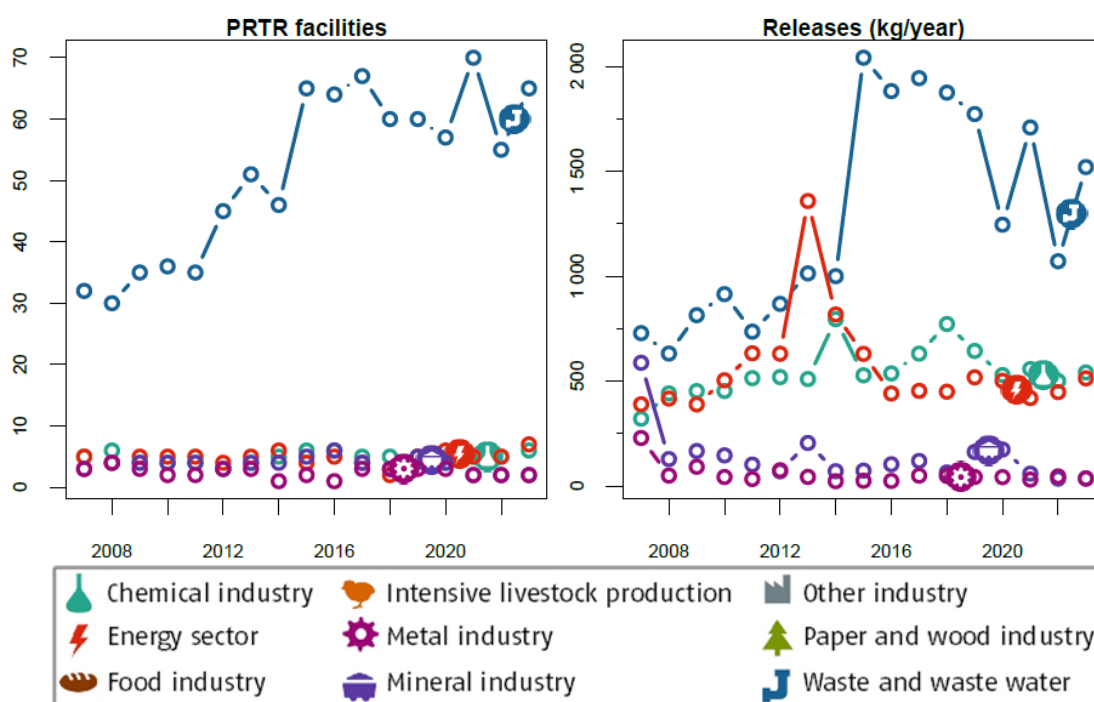 PRTR facilities
70
60
50
40
30
20
10
0
2008 2012 2016 2020
Releases (kg/year)
2 000
1 500
1 000
500
0
2008 2012 2016 2020
Chemical industry Intensive livestock production Other industry
Energy sector Metal industry Paper and wood industry
Food industry Mineral industry Waste and waste water